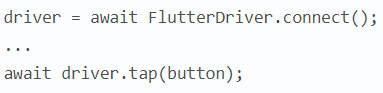 driver = await FlutterDriver.connect();
...
await driver.tap(button);